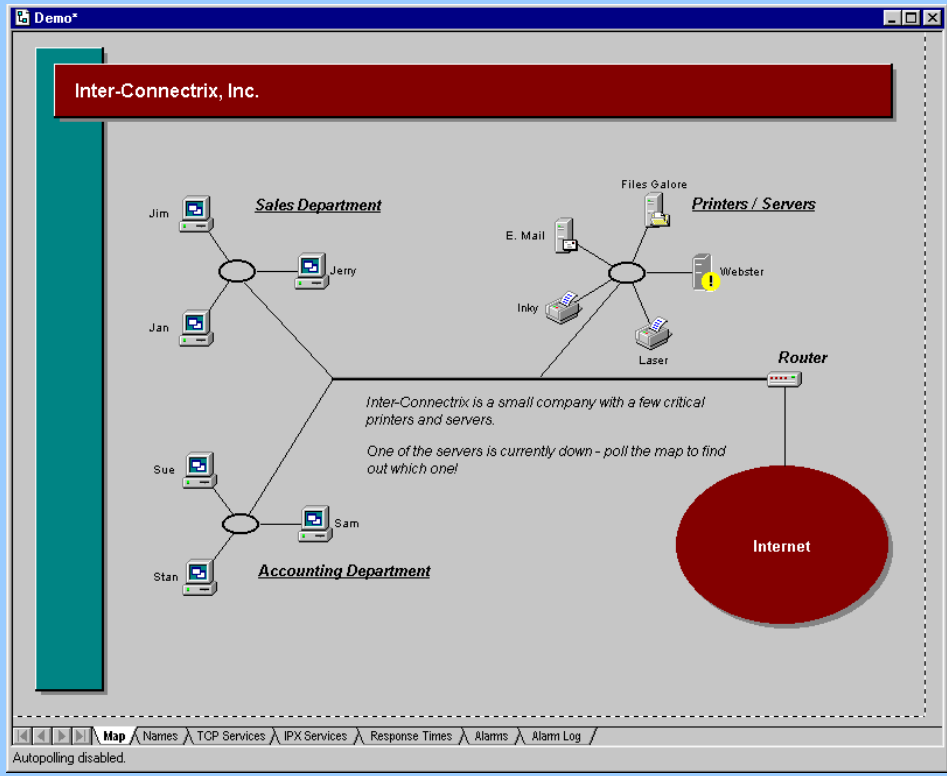 Demo*
Inter-Connectrix, Inc.
Files Galore
Jim
Sales Department
Printers / Servers
E. Mail
Jerry
Webster
Inky
Jan
Laser
Router
Inter-Connectrix is a small company with a few critical
printers and servers.
One of the servers is currently down - poll the map to find
out which one!
Sue
Sam
Internet
Stan
Accounting Department
Map
Names
TCP Services
IPX Services
Response Times
Alarms
Alarm Log
Autopolling disabled.